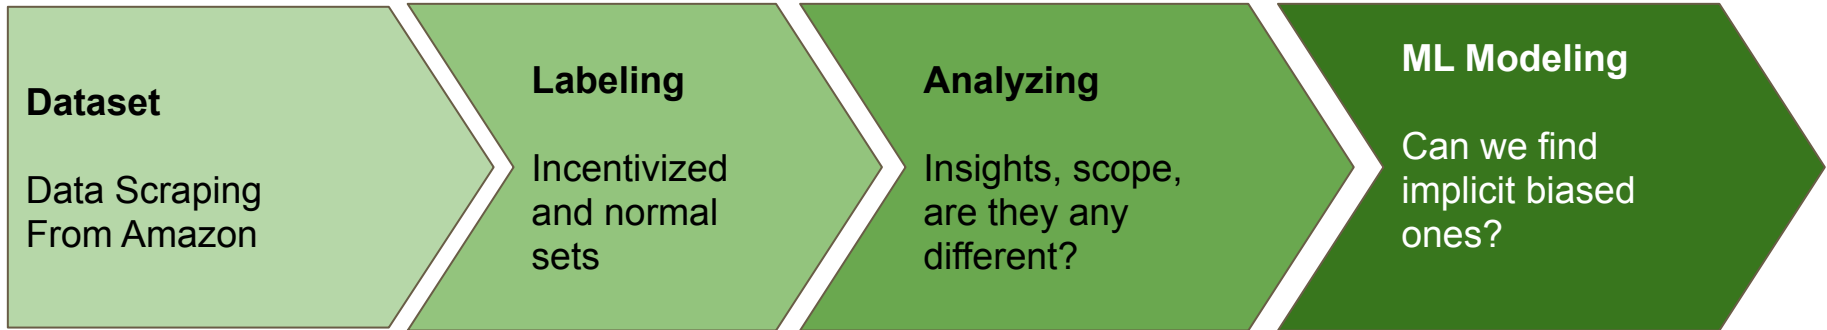 Dataset
Data Scraping
From Amazon
Labeling
Incentivized
and normal
sets
Analyzing
Insights, scope,
are they any
different?
ML Modeling
Can we find
implicit biased
ones?